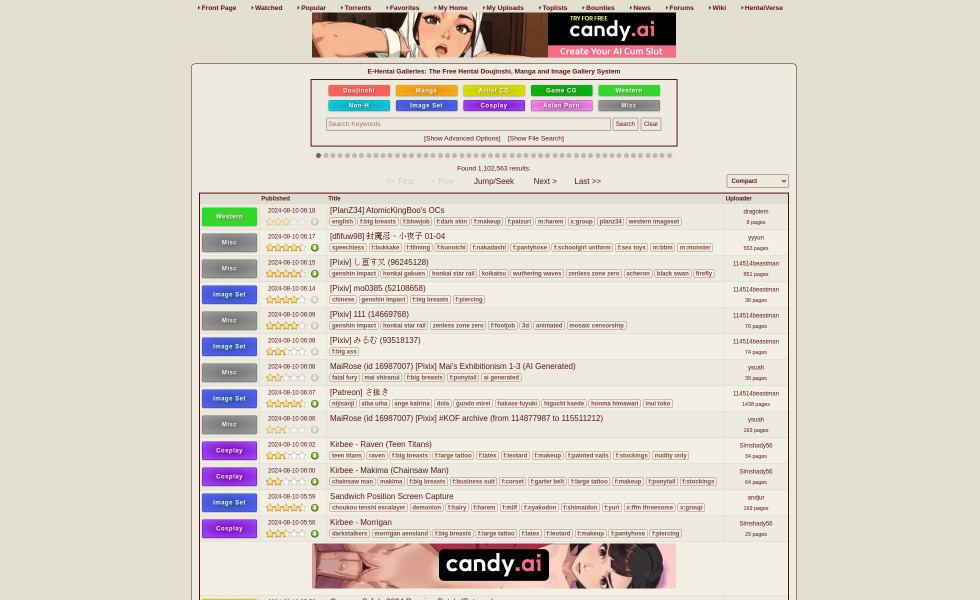 Front Page Watched Popular Torrents Favorites My Home My Uploads Toplists Bounties News Forums Wiki HentaiVerse
TRY FOR FREE
candy.ai
Create Your AI Cum Slut
E-Hentai Galleries: The Free Hentai Doujinshi, Manga and Image Gallery System
Doujinshi Manga Artist CG Game CG Western
Non-H Image Set Cosplay Asian Porn Misc
Search Keywords Search Clear
[Show Advanced Options] [Show File Search]
Found 1,102,563 results.
<< First < Prev Jump/Seek Next > Last >> Compact
Published Title Uploader
Western 2024-08-10 06:18 [PlanZ34] AtomicKingBoo's OCs dragolem
english f:big breasts f:blowjob f:dark skin f:makeup f:paizuri m:harem x:group planz34 western imageset 8 pages
Misc 2024-08-10 06:17 [dfifuw98] 封魔忍、小夜子 01-04 yyyun
speechless f:bukkake f:filming f:kunoichi f:nakadashi f:pantyhose f:schoolgirl uniform f:sex toys m:bbm m:monster 553 pages
Misc 2024-08-10 06:15 [Pixiv] し直す又 (96245128) 114514beastman
genshin impact honkai gakuen honkai star rail koikatsu wuthering waves zenless zone zero acheron black swan firefly 851 pages
Image Set 2024-08-10 06:14 [Pixiv] mo0385 (52108658) 114514beastman
chinese genshin impact f:big breasts f:piercing 38 pages
Misc 2024-08-10 06:09 [Pixiv] 111 (14669768) 114514beastman
genshin impact honkai star rail zenless zone zero f:footjob 3d animated mosaic censorship 70 pages
Image Set 2024-08-10 06:08 [Pixiv] みるむ (93518137) 114514beastman
f:big ass 74 pages
Misc 2024-08-10 06:08 MaiRose (id 16987007) [Pixix] Mai's Exhibitionism 1-3 (AI Generated) ysuah
fatal fury mai shiranui f:big breasts f:ponytail ai generated 39 pages
Image Set 2024-08-10 06:07 [Patreon] さ抜き 114514beastman
nijisanji aiba uiha ange katrina dola gundo mirei hakase fuyuki higuchi kaede honma himawari inui toko 1438 pages
Misc 2024-08-10 06:06 MaiRose (id 16987007) [Pixix] #KOF archive (from 114877987 to 115511212) ysuah
163 pages
Cosplay 2024-08-10 06:02 Kirbee - Raven (Teen Titans) Slmshady56
teen titans raven f:big breasts f:large tattoo f:latex f:leotard f:makeup f:painted nails f:stockings nudity only 34 pages
Cosplay 2024-08-10 06:00 Kirbee - Makima (Chainsaw Man) Slmshady56
chainsaw man makima f:big breasts f:business suit f:corset f:garter belt f:large tattoo f:makeup f:ponytail f:stockings 64 pages
Image Set 2024-08-10 05:59 Sandwich Position Screen Capture andjur
choukou tenshi escalayer demonion f:hairy f:harem f:milf f:oyakodon f:shimaidon f:yuri x:ffm threesome x:group 169 pages
Cosplay 2024-08-10 05:56 Kirbee - Morrigan Slmshady56
darkstalkers morrigan aensland f:big breasts f:large tattoo f:latex f:leotard f:makeup f:pantyhose f:piercing 29 pages
candy.ai